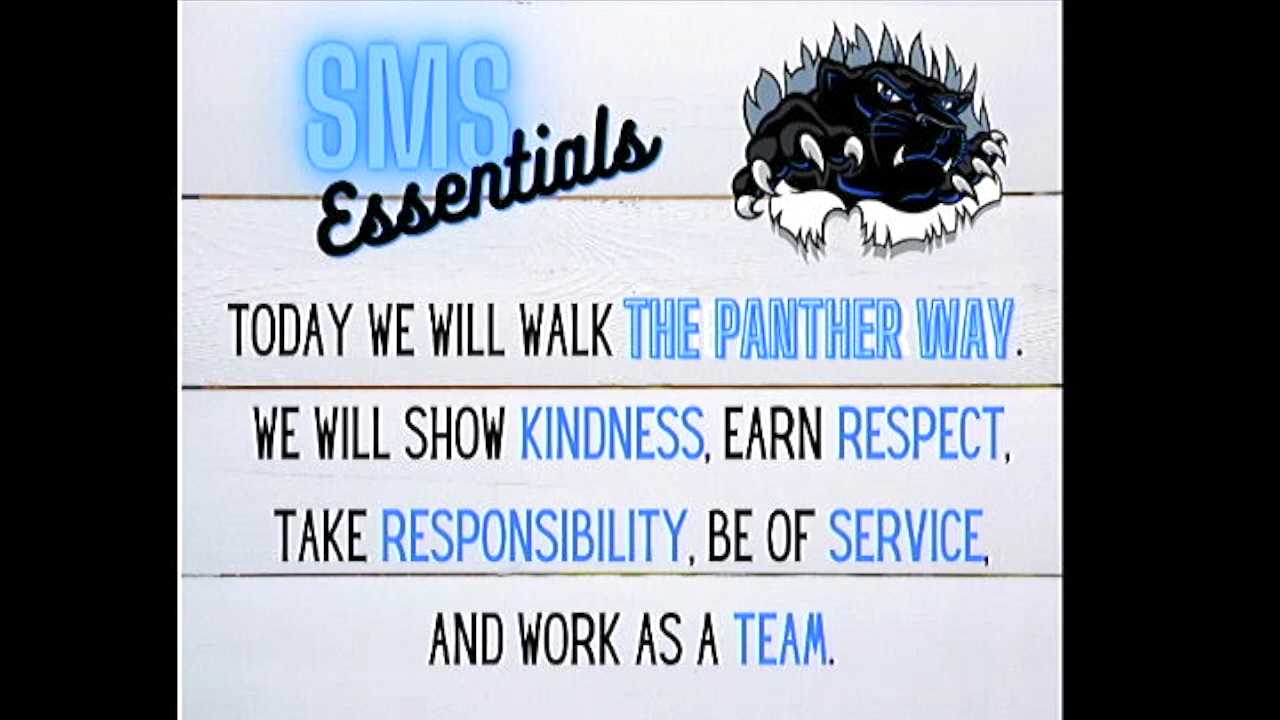 SMS
Essentials
TODAY WE WILL WALK THE PANTHER WAY.
WE WILL SHOW KINDNESS, EARN RESPECT,
TAKE RESPONSIBILITY, BE OF SERVICE,
AND WORK AS A TEAM.